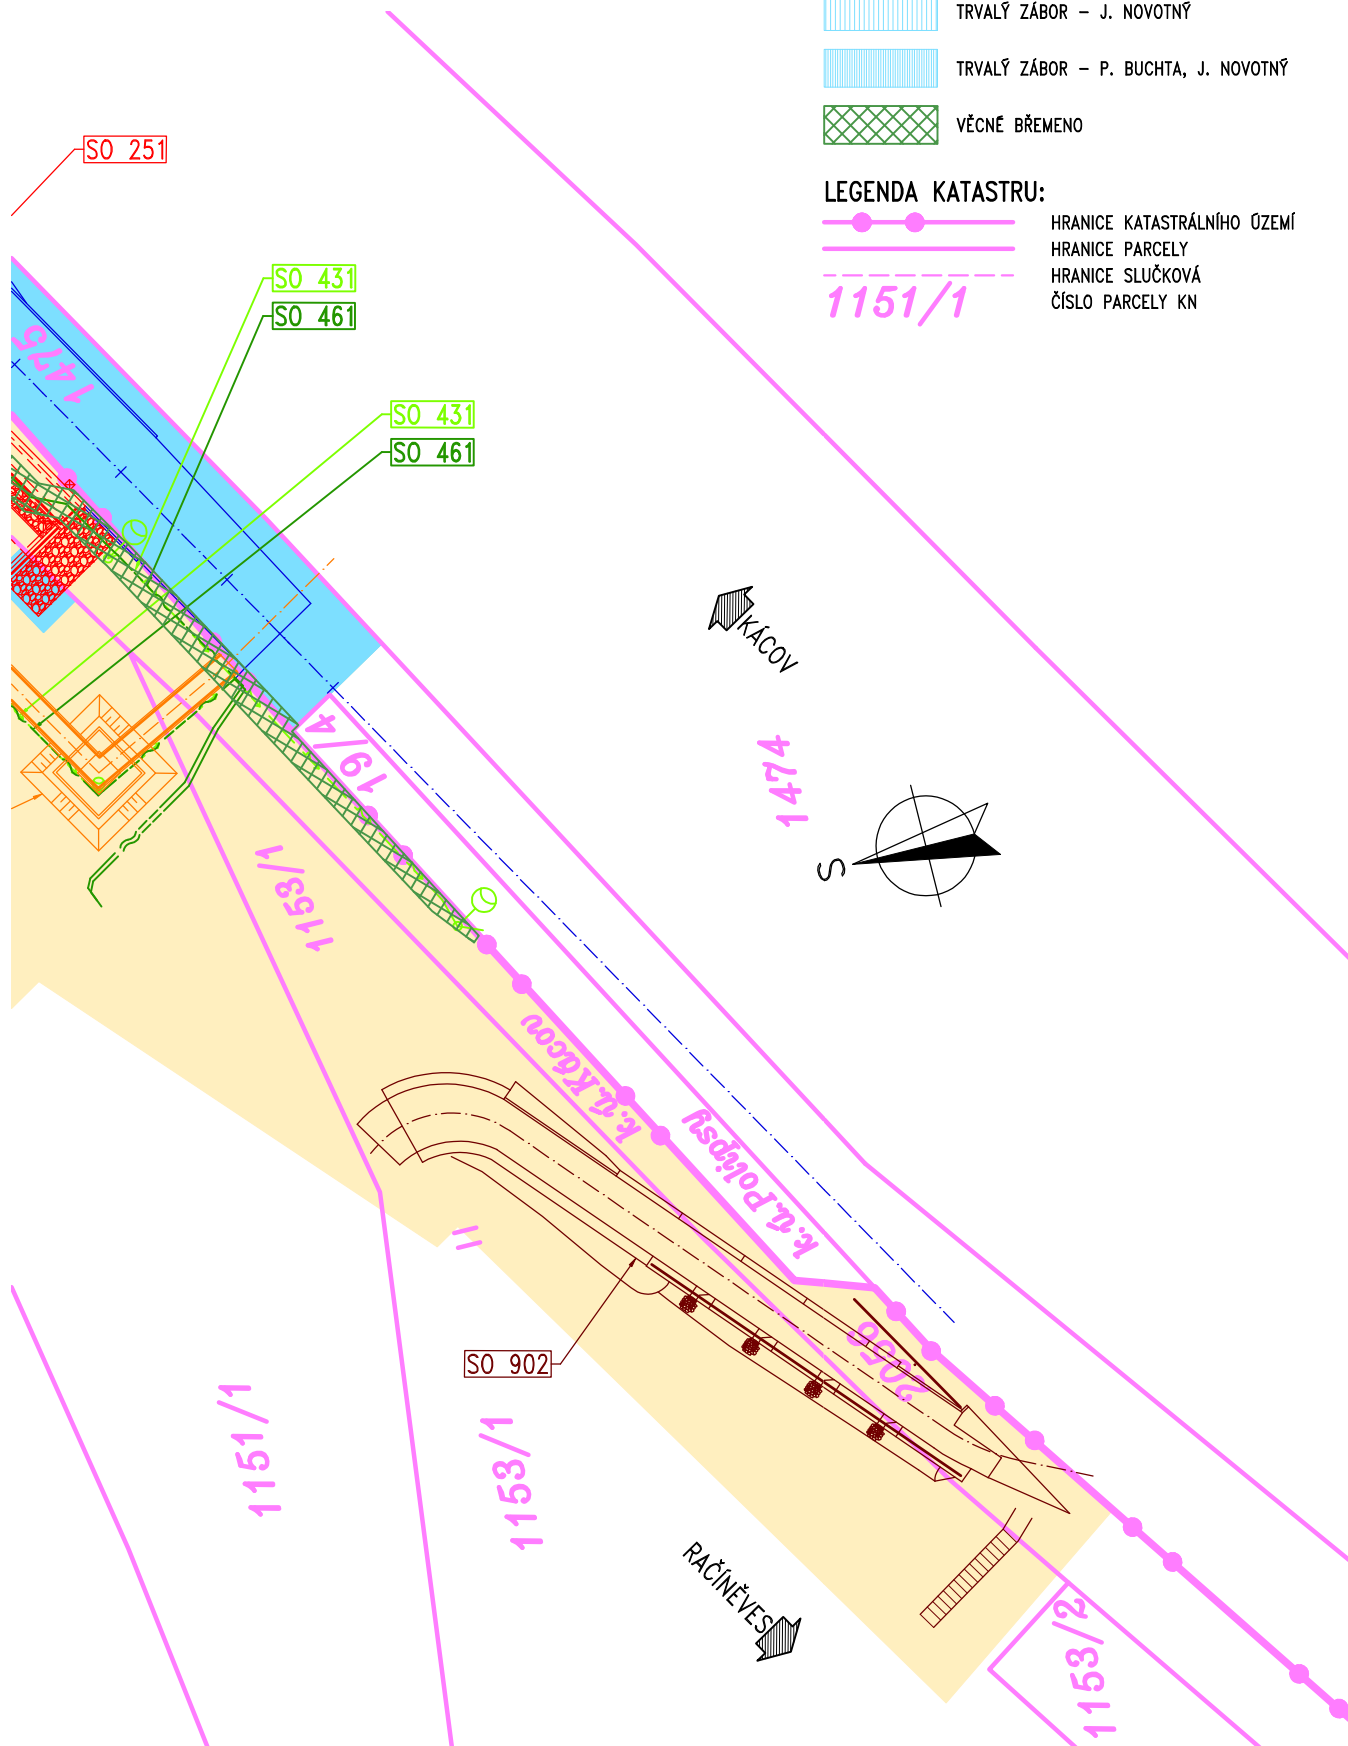 TRVALÝ ZÁBOR – J. NOVOTNÝ
TRVALÝ ZÁBOR – P. BUCHTA, J. NOVOTNÝ
VĚCNÉ BŘEMENO
LEGENDA KATASTRU:
HRANICE KATASTRÁLNÍHO ÚZEMÍ
HRANICE PARCELY
HRANICE SLUČKOVÁ
1151/1 ČÍSLO PARCELY KN
SO 251
SO 431
SO 461
1475
SO 431
SO 461
KÁCOV
19/4
1474
1153/1
S
k.ú.Kácov
k.ú.Polipsy
SO 902
2056
1151/1
1153/1
RAČÍNĚVES
1153/2